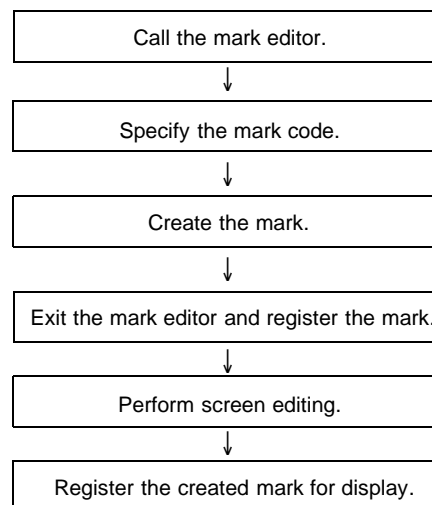 Call the mark editor.
Specify the mark code.
Create the mark.
Exit the mark editor and register the mark.
Perform screen editing.
Register the created mark for display.